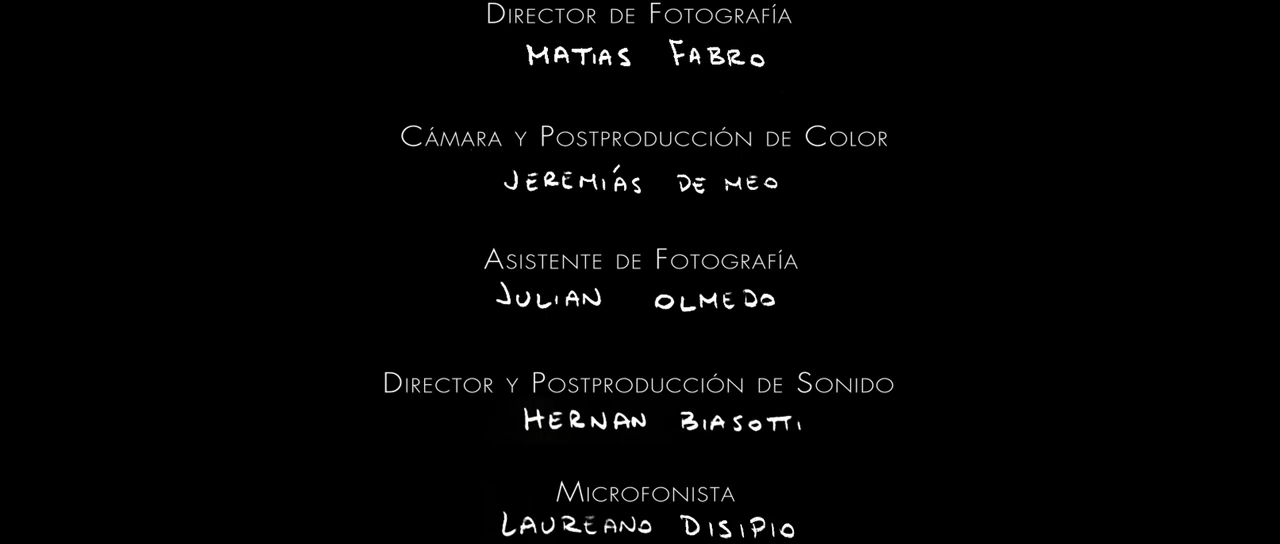 Director de Fotografía
Matias Fabro
Cámara y Postproducción de Color
Jeremiás De Meo
Asistente de Fotografía
Julian Olmedo
Director y Postproducción de Sonido
Hernan Biasotti
Microfonista
Laureano Disipio